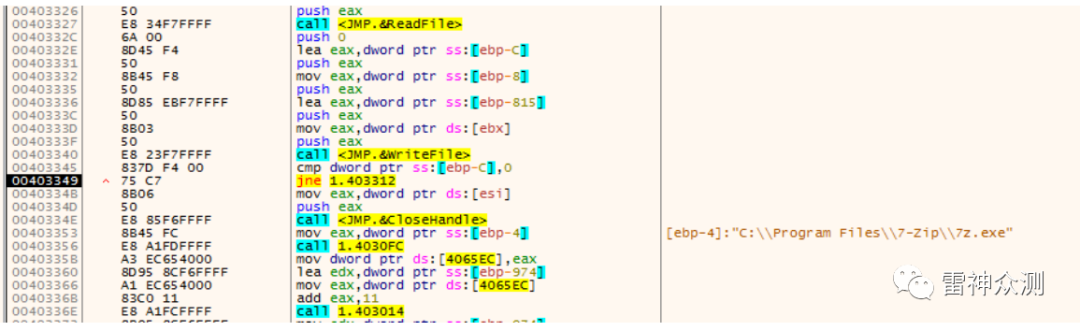 00403326 50 push eax
00403327 E8 34F7FFFF call <JMP.&ReadFile>
0040332C 6A 00 push 0
0040332E 8D45 F4 lea eax,dword ptr ss:[ebp-C]
00403331 50 push eax
00403332 8B45 F8 mov eax,dword ptr ss:[ebp-8]
00403335 50 push eax
00403336 8D85 EBF7FFFF lea eax,dword ptr ss:[ebp-815]
0040333C 50 push eax
0040333D 8B03 mov eax,dword ptr ds:[ebx]
0040333F 50 push eax
00403340 E8 23F7FFFF call <JMP.&WriteFile>
00403345 837D F4 00 cmp dword ptr ss:[ebp-C],0
00403349 ^ 75 C7 jne 1.403312
0040334B 8B06 mov eax,dword ptr ds:[esi]
0040334D 50 push eax
0040334E E8 85F6FFFF call <JMP.&CloseHandle>
00403353 8B45 FC mov eax,dword ptr ss:[ebp-4] [ebp-4]:"C:\\Program Files\\7-Zip\\7z.exe"
00403356 E8 A1FDFFFF call 1.4030FC
0040335B A3 EC654000 mov dword ptr ds:[4065EC],eax
00403360 8D95 8CF6FFFF lea edx,dword ptr ss:[ebp-974]
00403366 A1 EC654000 mov eax,dword ptr ds:[4065EC]
0040336B 83C0 11 add eax,11
0040336E E8 A1FCFFFF call 1.403014
雷神众测